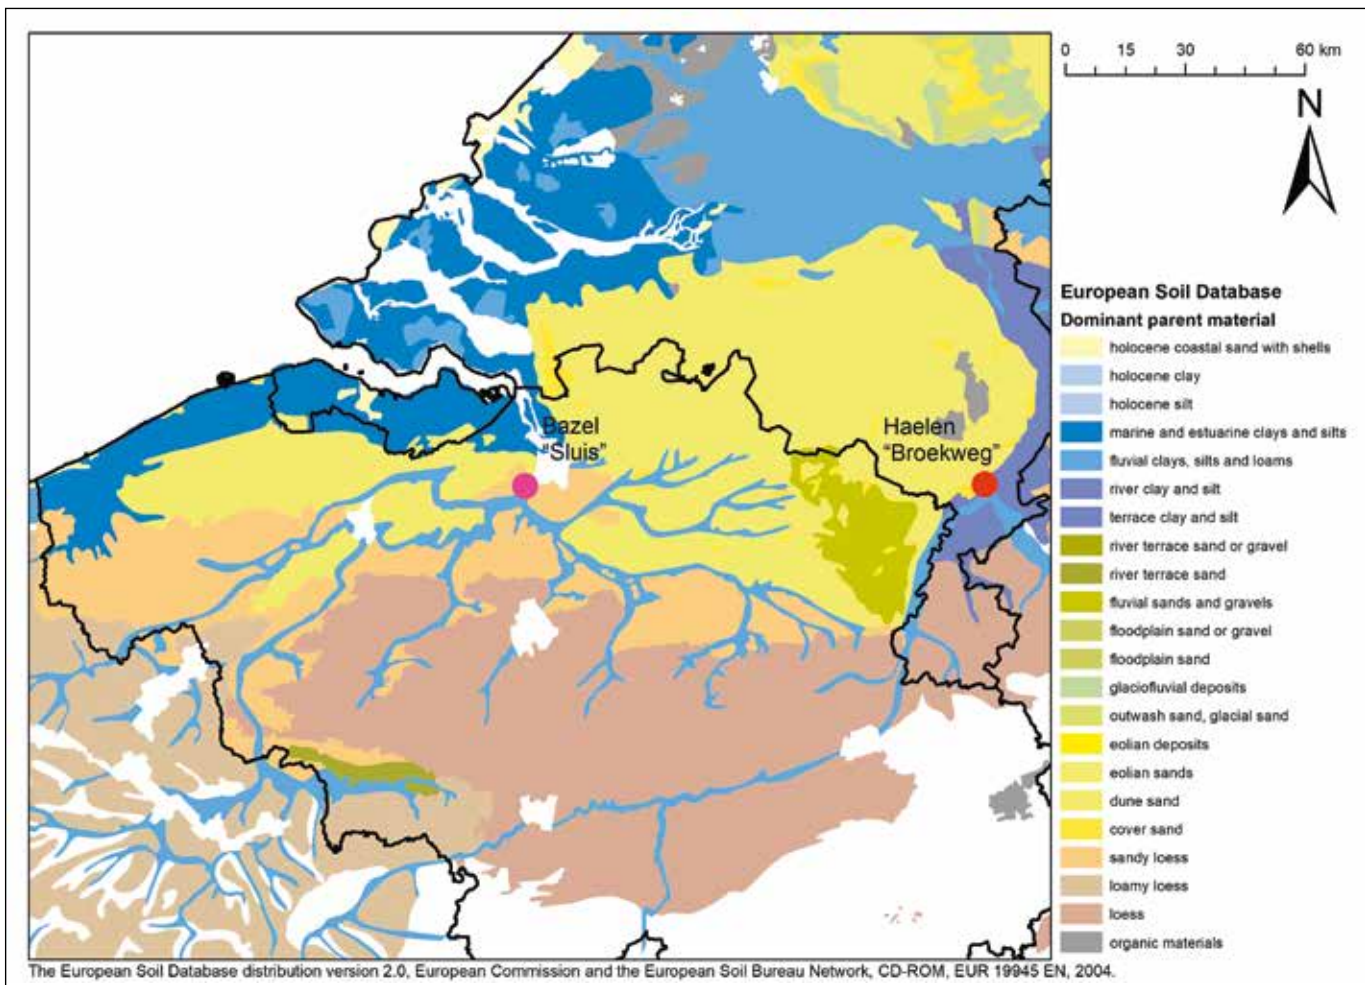 0 15 30 60 km
N
Bazel
"Sluis"
Haelen
"Broekweg"
European Soil Database
Dominant parent material
holocene coastal sand with shells
holocene clay
holocene silt
marine and estuarine clays and silts
fluvial clays, silts and loams
river clay and silt
terrace clay and silt
river terrace sand or gravel
river terrace sand
fluvial sands and gravels
floodplain sand or gravel
floodplain sand
glaciofluvial deposits
outwash sand, glacial sand
eolian deposits
eolian sands
dune sand
cover sand
sandy loess
loamy loess
loess
organic materials
The European Soil Database distribution version 2.0, European Commission and the European Soil Bureau Network, CD-ROM, EUR 19945 EN, 2004.